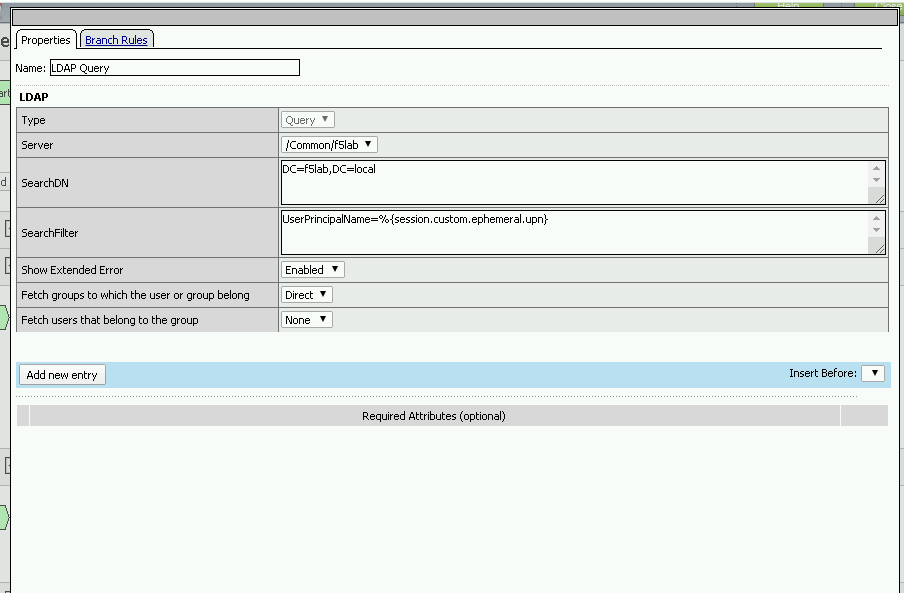 Help
Close
Properties
Branch Rules
Name: LDAP Query
LDAP
Type Query
Server /Common/f5lab
SearchDN DC=f5lab,DC=local
SearchFilter UserPrincipalName=%{session.custom.ephemeral.upn}
Show Extended Error Enabled
Fetch groups to which the user or group belong Direct
Fetch users that belong to the group None
Add new entry
Insert Before:
Required Attributes (optional)